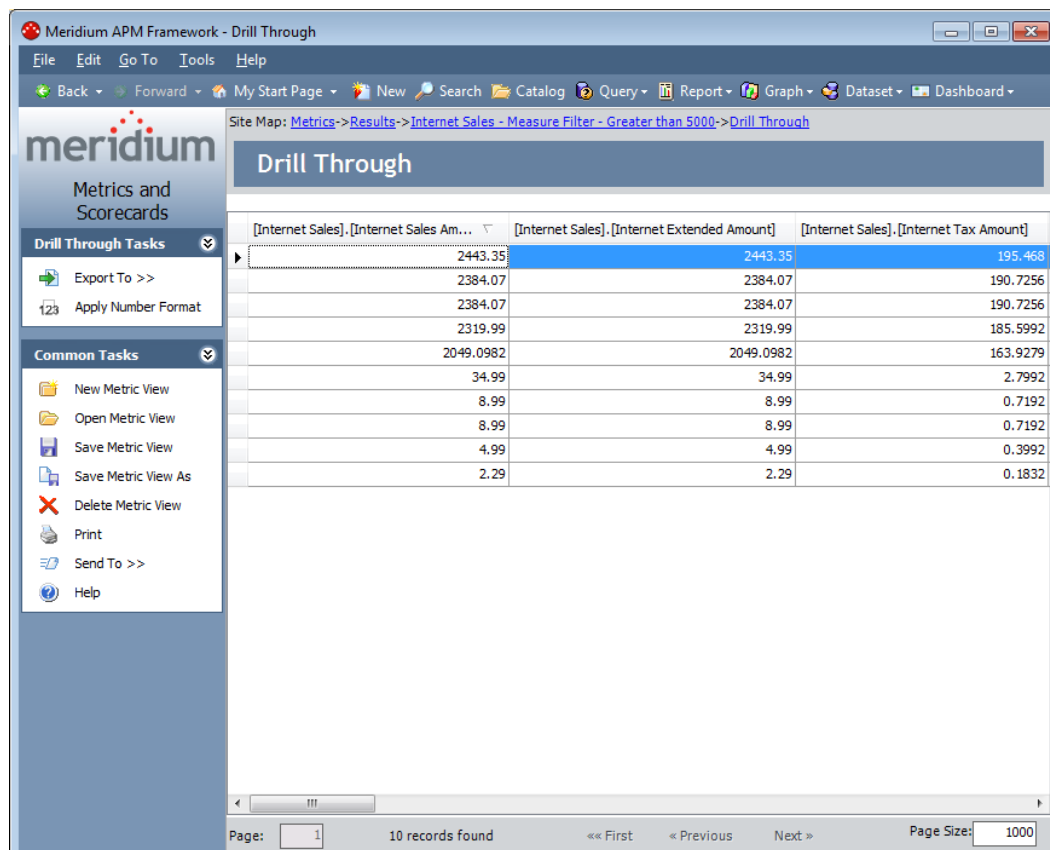 Meridium APM Framework - Drill Through
File Edit Go To Tools Help
Back Forward My Start Page New Search Catalog Query Report Graph Dataset Dashboard
meridium
Metrics and
Scorecards
Drill Through Tasks
Export To >>
123 Apply Number Format
Common Tasks
New Metric View
Open Metric View
Save Metric View
Save Metric View As
Delete Metric View
Print
Send To >>
Help
Site Map: Metrics->Results->Internet Sales - Measure Filter - Greater than 5000->Drill Through
Drill Through
[Internet Sales].[Internet Sales Am... [Internet Sales].[Internet Extended Amount] [Internet Sales].[Internet Tax Amount]
2443.35 2443.35 195.468
2384.07 2384.07 190.7256
2384.07 2384.07 190.7256
2319.99 2319.99 185.5992
2049.0982 2049.0982 163.9279
34.99 34.99 2.7992
8.99 8.99 0.7192
8.99 8.99 0.7192
4.99 4.99 0.3992
2.29 2.29 0.1832
Page: 1 10 records found «« First « Previous Next » Page Size: 1000